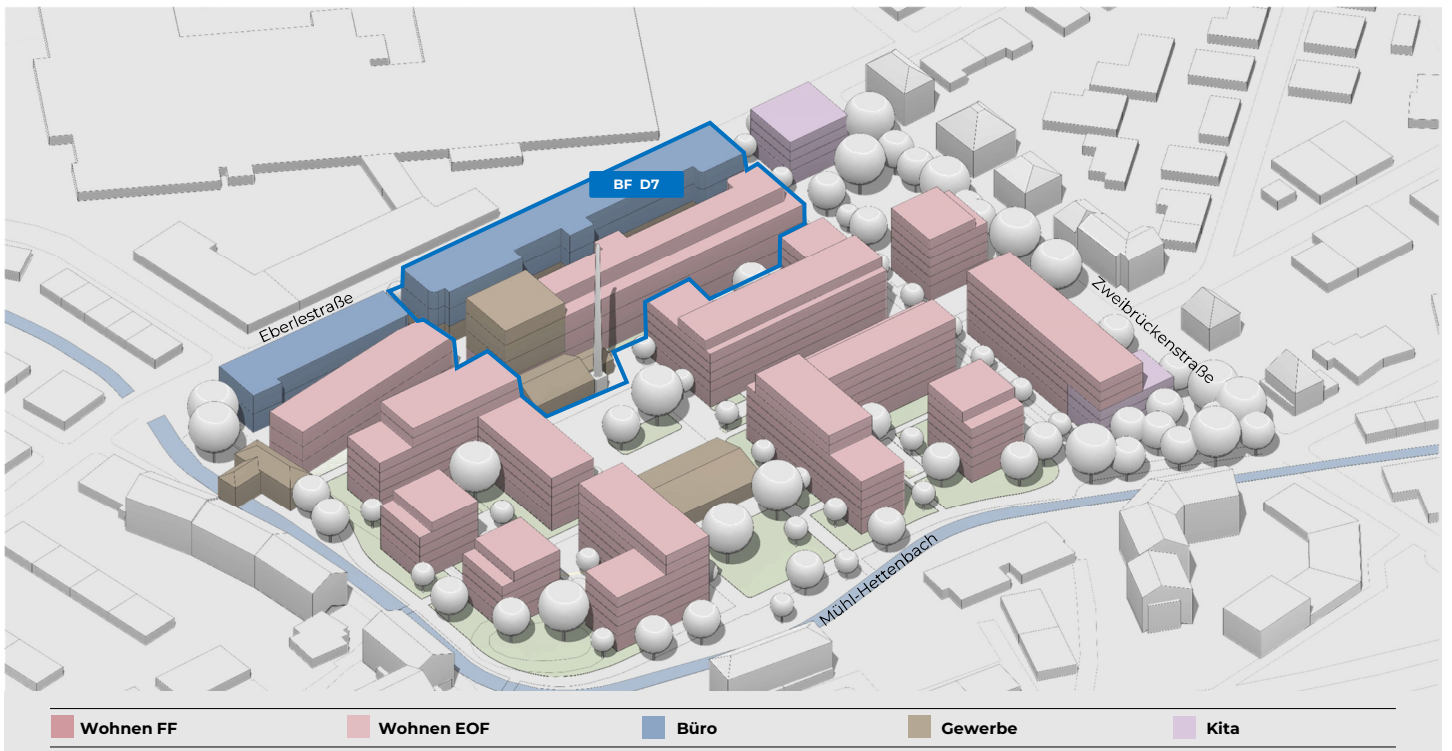 BF D7
Eberlestraße
Zweibrückenstraße
Mühl-Hettenbach
Wohnen FF
Wohnen EOF
Büro
Gewerbe
Kita